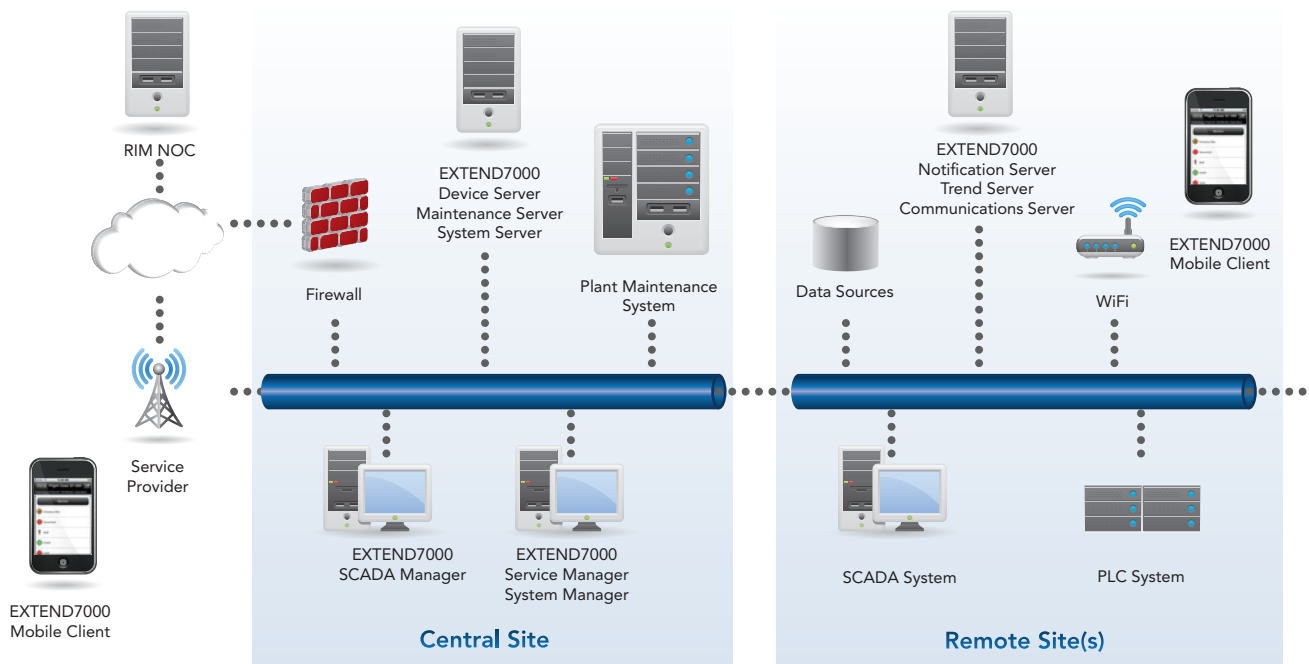 RIM NOC
EXTEND7000
Device Server
Maintenance Server
System Server
Firewall
Plant Maintenance
System
EXTEND7000
Notification Server
Trend Server
Communications Server
Data Sources
WiFi
EXTEND7000
Mobile Client
Service
Provider
EXTEND7000
Mobile Client
EXTEND7000
SCADA Manager
EXTEND7000
Service Manager
System Manager
Central Site
SCADA System
PLC System
Remote Site(s)